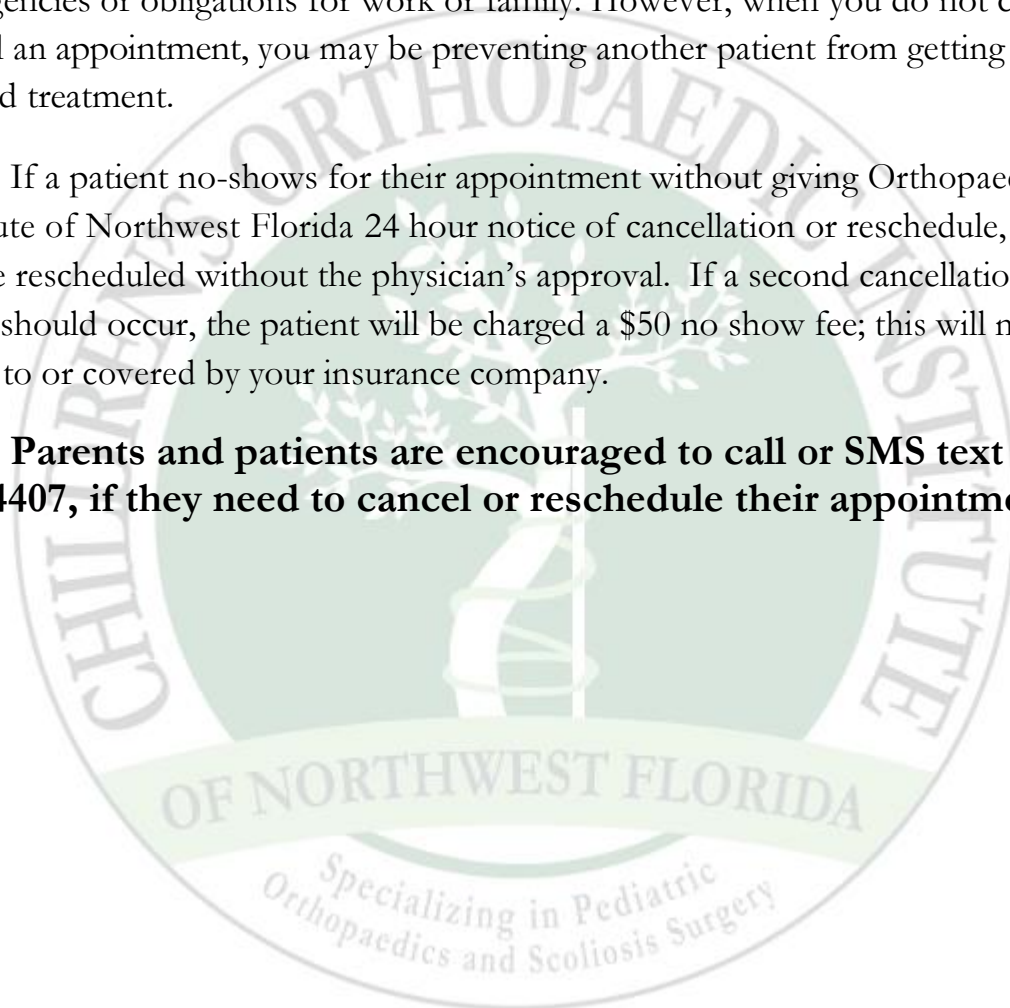 gencies or obligations for work or family. However, when you do not c
l an appointment, you may be preventing another patient from getting
d treatment.
If a patient no-shows for their appointment without giving Orthopaed
ute of Northwest Florida 24 hour notice of cancellation or reschedule,
e rescheduled without the physician’s approval.  If a second cancellatio
should occur, the patient will be charged a $50 no show fee; this will n
to or covered by your insurance company.
Parents and patients are encouraged to call or SMS text
4407, if they need to cancel or reschedule their appointme
CHILDRENS ORTHOPAEDIC INSTITUTE
OF NORTHWEST FLORIDA
Specializing in Pediatric
Orthopaedics and Scoliosis Surgery